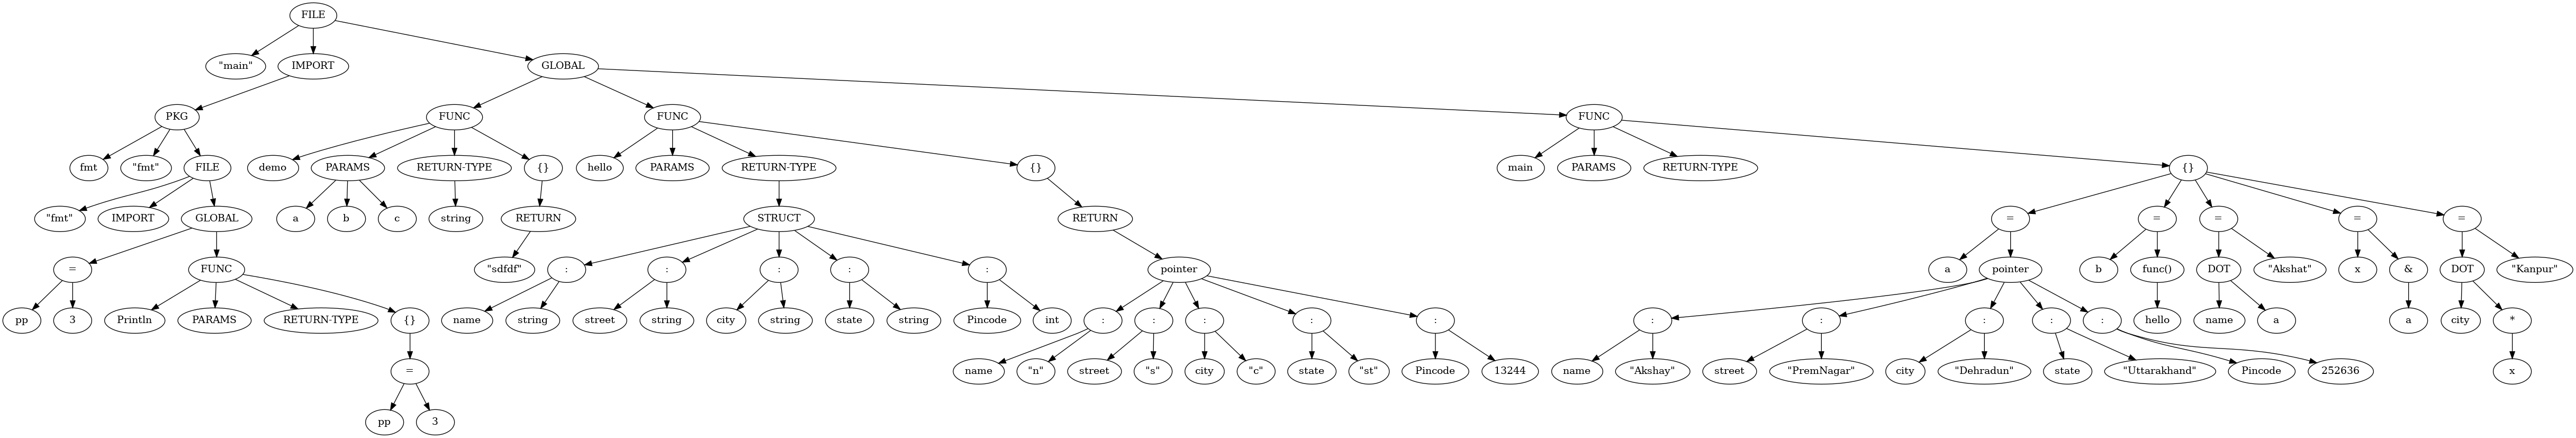 FILE
"main" IMPORT GLOBAL
PKG FUNC FUNC FUNC
fmt "fmt" FILE demo PARAMS RETURN-TYPE {} hello PARAMS RETURN-TYPE {} main PARAMS RETURN-TYPE {}
"fmt" IMPORT GLOBAL a b c string RETURN STRUCT RETURN = = = = =
= FUNC "sdfdf" : : : : : pointer a pointer b func() DOT "Akshat" x & DOT "Kanpur"
pp 3 Println PARAMS RETURN-TYPE {} name string street string city string state string Pincode int : : : : : : : : : : hello name a a city *
= name "n" street "s" city "c" state "st" Pincode 13244 name "Akshay" street "PremNagar" city "Dehradun" state "Uttarakhand" Pincode 252636 x
pp 3